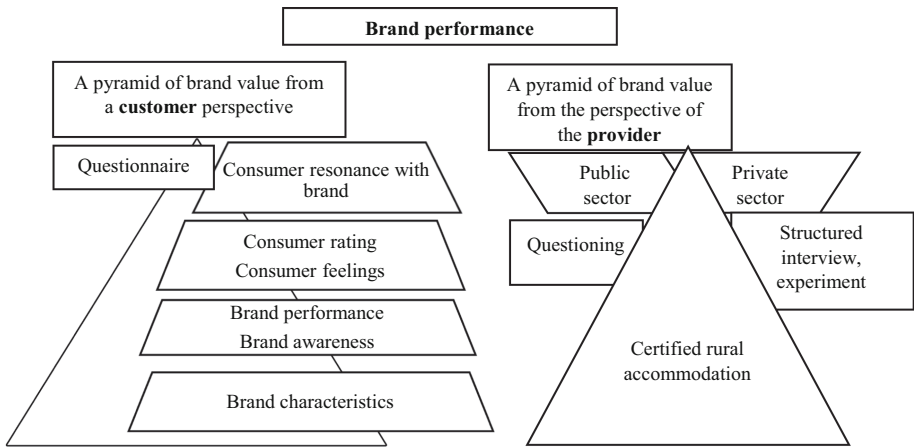 Brand performance
A pyramid of brand value from
a customer perspective
Questionnaire
Consumer resonance with
brand
Consumer rating
Consumer feelings
Brand performance
Brand awareness
Brand characteristics
A pyramid of brand value
from the perspective of
the provider
Public
sector
Private
sector
Questioning
Structured
interview,
experiment
Certified rural
accommodation